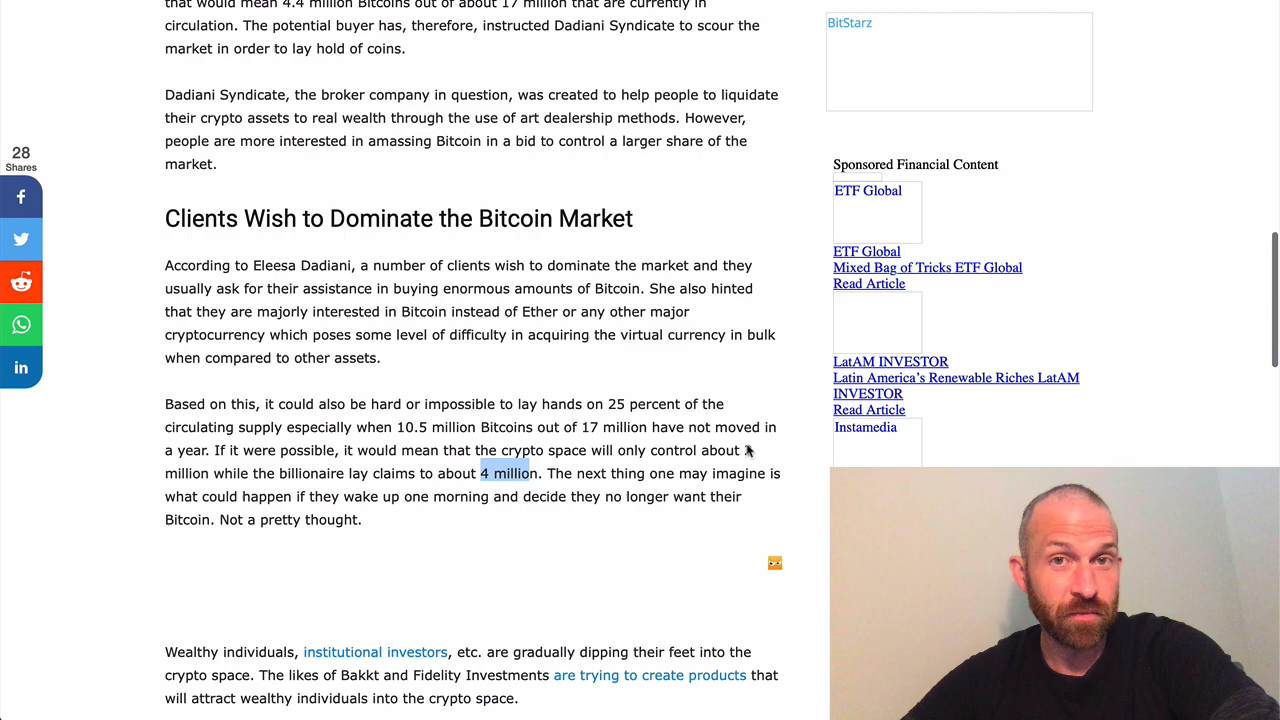 that would mean 4.4 million Bitcoins out of about 17 million that are currently in
circulation. The potential buyer has, therefore, instructed Dadiani Syndicate to scour the
market in order to lay hold of coins.
Dadiani Syndicate, the broker company in question, was created to help people to liquidate
their crypto assets to real wealth through the use of art dealership methods. However,
people are more interested in amassing Bitcoin in a bid to control a larger share of the
market.
Clients Wish to Dominate the Bitcoin Market
According to Eleesa Dadiani, a number of clients wish to dominate the market and they
usually ask for their assistance in buying enormous amounts of Bitcoin. She also hinted
that they are majorly interested in Bitcoin instead of Ether or any other major
cryptocurrency which poses some level of difficulty in acquiring the virtual currency in bulk
when compared to other assets.
Based on this, it could also be hard or impossible to lay hands on 25 percent of the
circulating supply especially when 10.5 million Bitcoins out of 17 million have not moved in
a year. If it were possible, it would mean that the crypto space will only control about
million while the billionaire lay claims to about 4 million. The next thing one may imagine is
what could happen if they wake up one morning and decide they no longer want their
Bitcoin. Not a pretty thought.
Wealthy individuals, institutional investors, etc. are gradually dipping their feet into the
crypto space. The likes of Bakkt and Fidelity Investments are trying to create products that
will attract wealthy individuals into the crypto space.
28
Shares
in
BitStarz
Sponsored Financial Content
ETF Global
ETF Global
Mixed Bag of Tricks ETF Global
Read Article
LatAM INVESTOR
Latin America's Renewable Riches LatAM
INVESTOR
Read Article
Instamedia